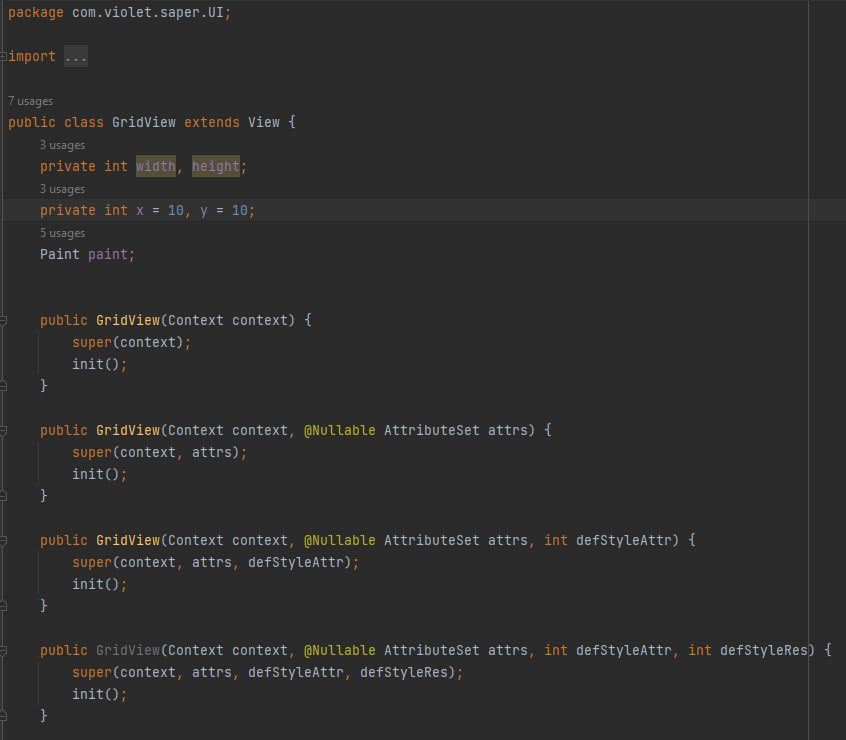 package com.violet.saper.UI;
import ...
7 usages
public class GridView extends View {
3 usages
private int width, height;
3 usages
private int x = 10, y = 10;
5 usages
Paint paint;
public GridView(Context context) {
super(context);
init();
}
public GridView(Context context, @Nullable AttributeSet attrs) {
super(context, attrs);
init();
}
public GridView(Context context, @Nullable AttributeSet attrs, int defStyleAttr) {
super(context, attrs, defStyleAttr);
init();
}
public GridView(Context context, @Nullable AttributeSet attrs, int defStyleAttr, int defStyleRes) {
super(context, attrs, defStyleAttr, defStyleRes);
init();
}